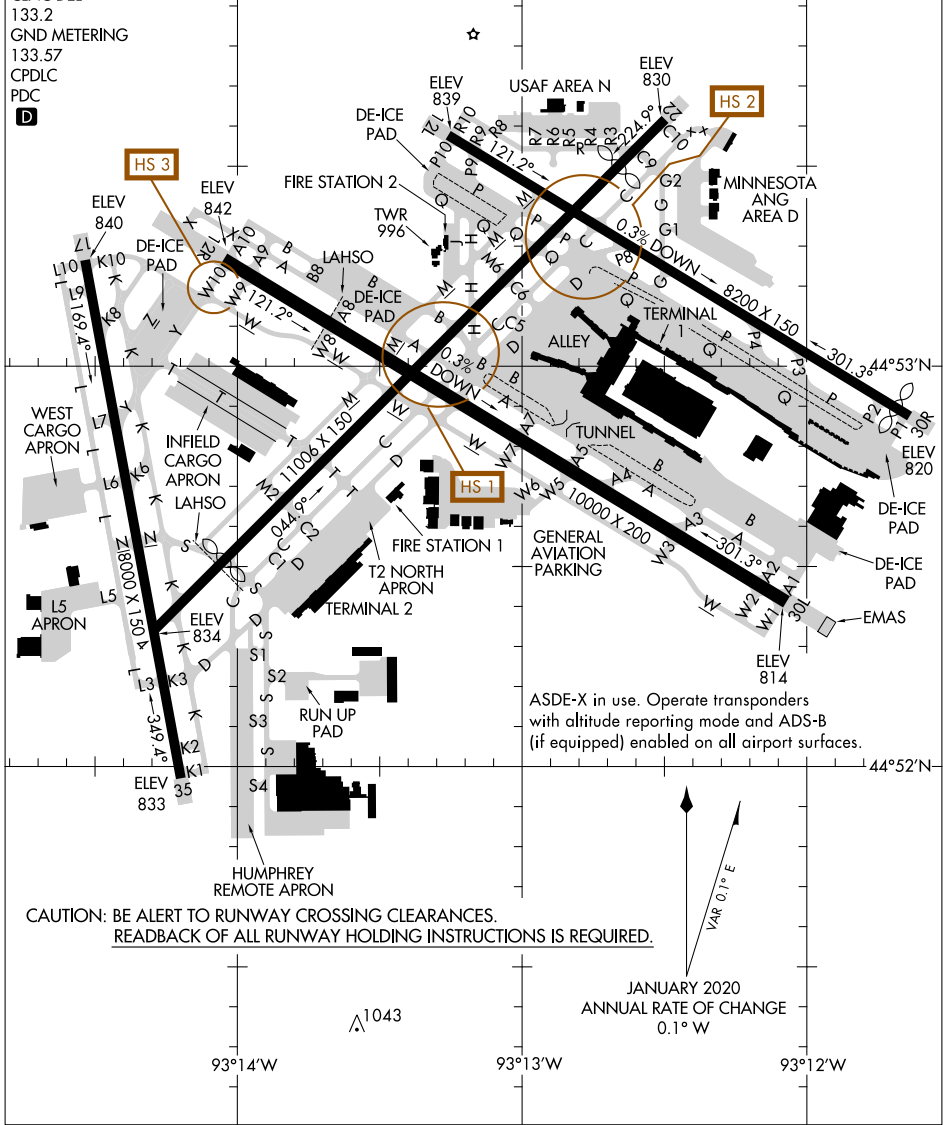 133.2
GND METERING
133.57
CPDLC
PDC
D
HS 3
HS 2
HS 1
ELEV
839
USAF AREA N
ELEV
830
DE-ICE
PAD
12L
R10
R9
R8
R7
R6
R5
R4
R3
R
22
C10
X X
224.9°
C9
121.2°
P10
P9
P
Q
FIRE STATION 2
TWR
996
J
H
H
Q
M
M
M6
P
Q
P
Q
D
C
C
G2
G
G1
G
P8
MINNESOTA
ANG
AREA D
0.3% DOWN
8200 X 150
301.3°
ELEV
840
ELEV
842
17
L10
K10
K
L9
L
169.4°
DE-ICE
PAD
X
X
12R
A10
A9
B
A
B8
B
LAHSO
W10
W9
121.2°
W
W8
A8
W
DE-ICE
PAD
M
H
B
H
C6
C
C5
D
M
A
0.3%
DOWN
B
B
A
ALLEY
TERMINAL
1
P
Q
P4
P
Q
P3
P
Q
P
P2
P1
30R
ELEV
820
44°53'N
K8
K
Z
Y
T
T
T
L
L7
Y
K
WEST
CARGO
APRON
INFIELD
CARGO
APRON
L6
K6
LAHSO
M2
11006 X 150
M
W
C
D
T
T
044.9°
W
W7
A7
TUNNEL
A5
A4
B
A
W6
W5
10000 X 200
FIRE STATION 1
GENERAL
AVIATION
PARKING
W3
A3
B
A
301.3°
DE-ICE
PAD
DE-ICE
PAD
A2
A1
W
W2
W1
30L
EMAS
ELEV
814
S
C
C
C
C2
D
S
D
S
T2 NORTH
APRON
TERMINAL 2
L
N
N
K
8000 X 150
L5
L5
APRON
4
ELEV
834
L
L3
K3
K
D
K
349.4°
K2
K1
35
ELEV
833
S1
S2
S
S3
S
S4
RUN UP
PAD
HUMPHREY
REMOTE APRON
ASDE-X in use. Operate transponders
with altitude reporting mode and ADS-B
(if equipped) enabled on all airport surfaces.
44°52'N
CAUTION: BE ALERT TO RUNWAY CROSSING CLEARANCES.
READBACK OF ALL RUNWAY HOLDING INSTRUCTIONS IS REQUIRED.
VAR 0.1° E
JANUARY 2020
ANNUAL RATE OF CHANGE
0.1° W
1043
93°14'W
93°13'W
93°12'W